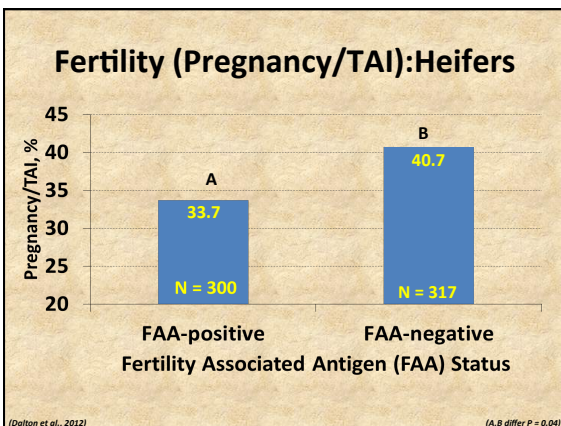 Fertility (Pregnancy/TAI):Heifers
45
40
35
30
25
20
Pregnancy/TAI, %
A
33.7
N = 300
B
40.7
N = 317
FAA-positive FAA-negative
Fertility Associated Antigen (FAA) Status
(Dalton et al., 2012) (A,B differ P = 0.04)